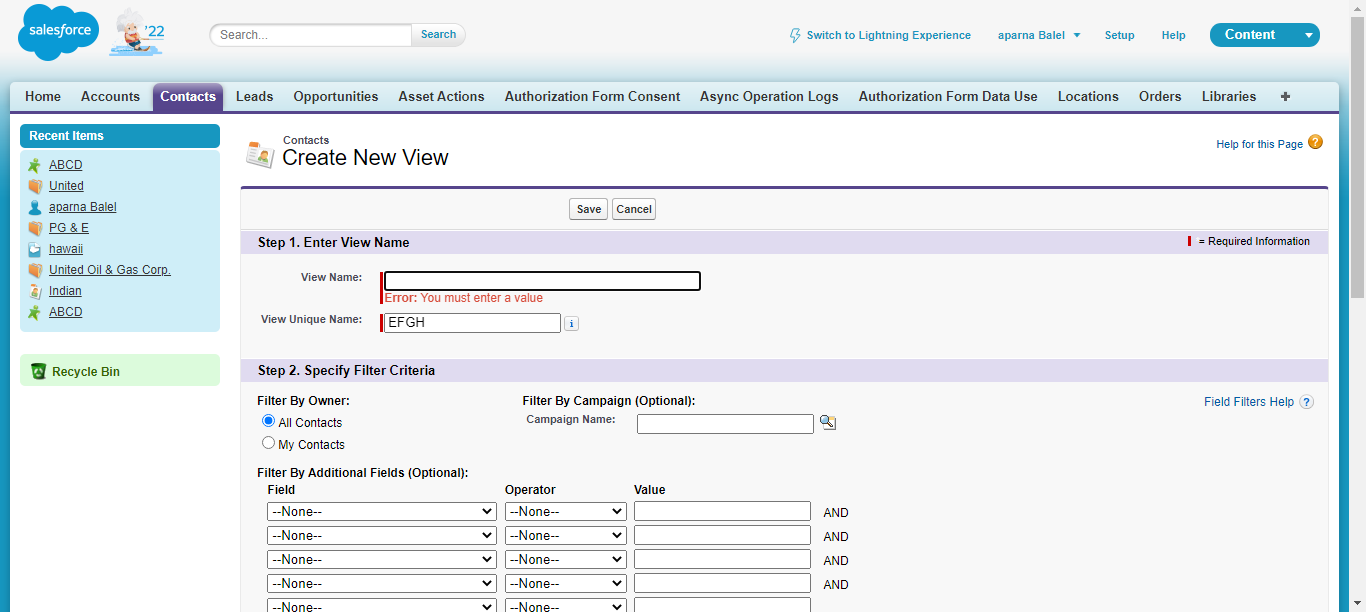 salesforce
'22
Search...
Search
Switch to Lightning Experience
aparna Balel
Setup
Help
Content
Home Accounts Contacts Leads Opportunities Asset Actions Authorization Form Consent Async Operation Logs Authorization Form Data Use Locations Orders Libraries +
Recent Items
ABCD
United
aparna Balel
PG & E
hawaii
United Oil & Gas Corp.
Indian
ABCD
Recycle Bin
Contacts
Create New View
Help for this Page ?
Save Cancel
Step 1. Enter View Name
= Required Information
View Name:
Error: You must enter a value
View Unique Name: EFGH i
Step 2. Specify Filter Criteria
Filter By Owner:
All Contacts
My Contacts
Filter By Campaign (Optional):
Campaign Name:
Field Filters Help ?
Filter By Additional Fields (Optional):
Field Operator Value
--None-- --None-- AND
--None-- --None-- AND
--None-- --None-- AND
--None-- --None-- AND
--None-- --None--